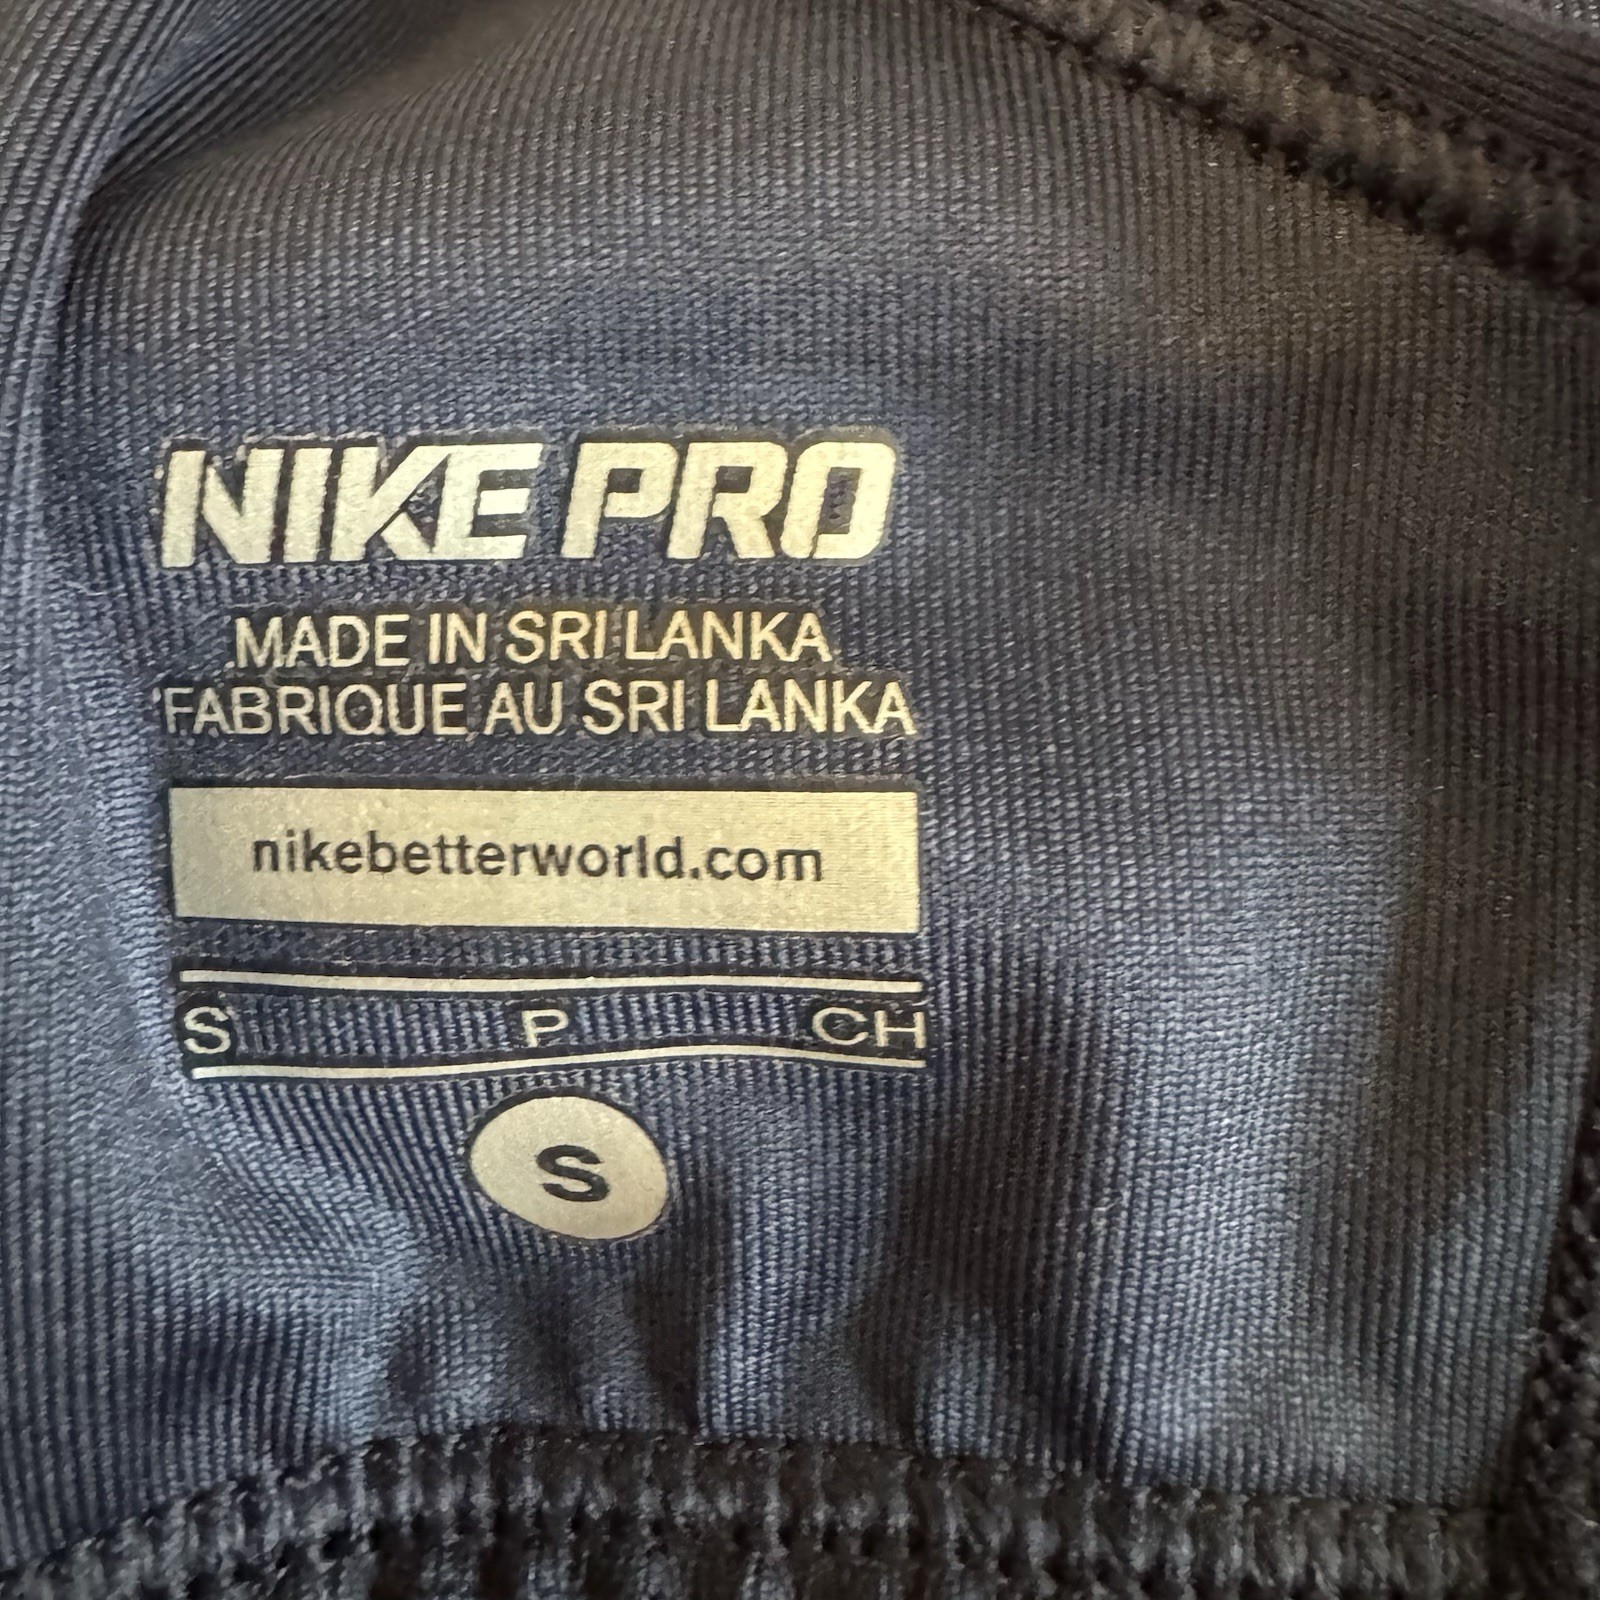 NIKE PRO
MADE IN SRI LANKA
FABRIQUE AU SRI LANKA
nikebetterworld.com
S P CH
S